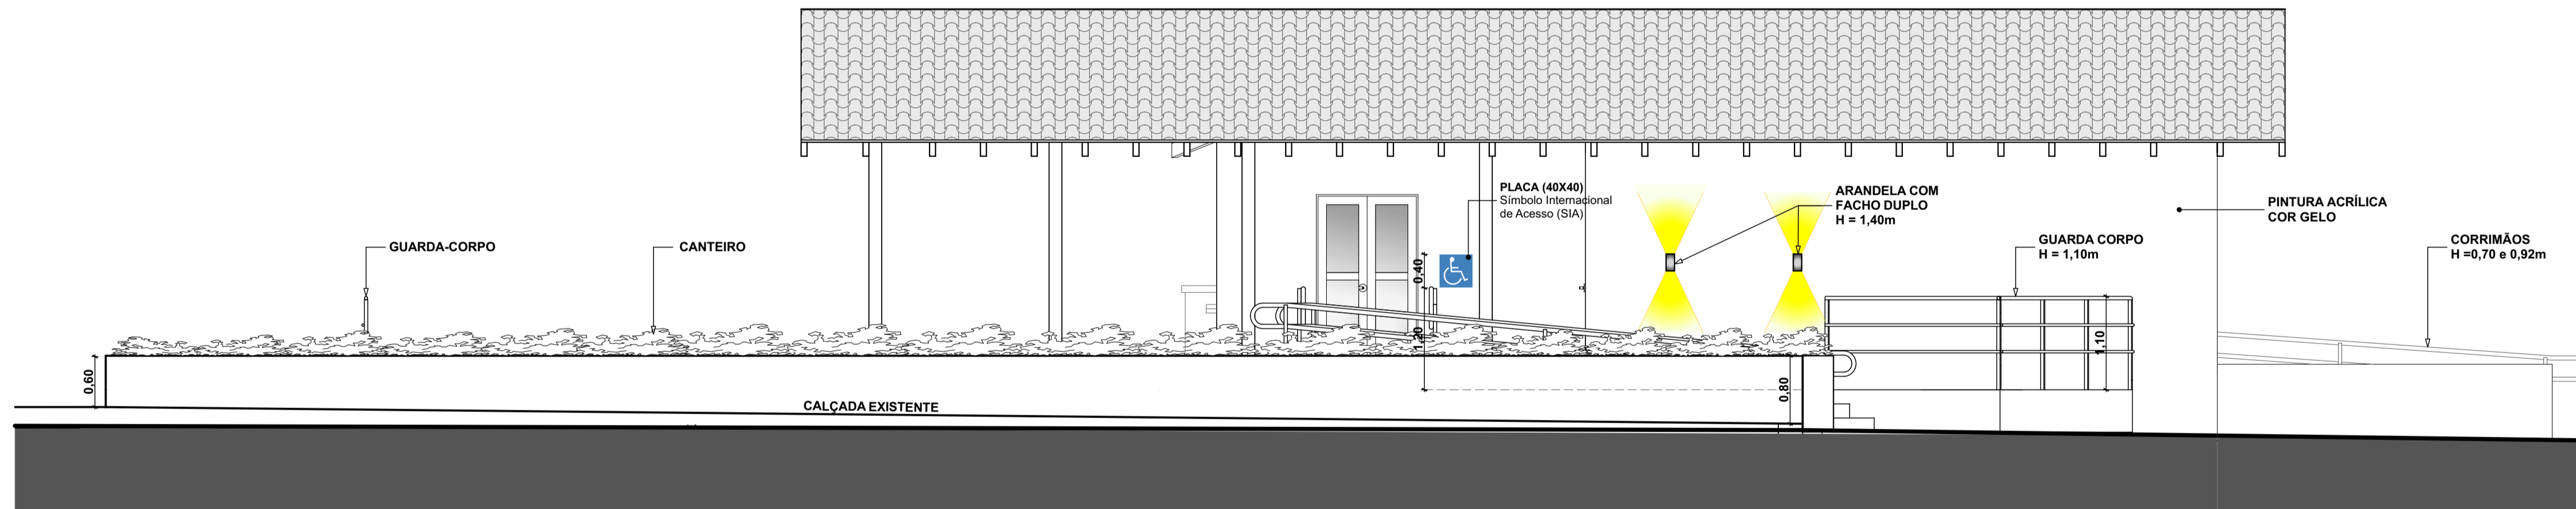 PLACA (40X40)
Símbolo Internacional
de Acesso (SIA)
ARANDELA COM
FACHO DUPLO
H = 1,40m
PINTURA ACRÍLICA
COR GELO
GUARDA-CORPO
CANTEIRO
GUARDA CORPO
H = 1,10m
CORRIMÃOS
H =0,70 e 0,92m
0,40
1,20
1,10
0,60
0,80
CALÇADA EXISTENTE